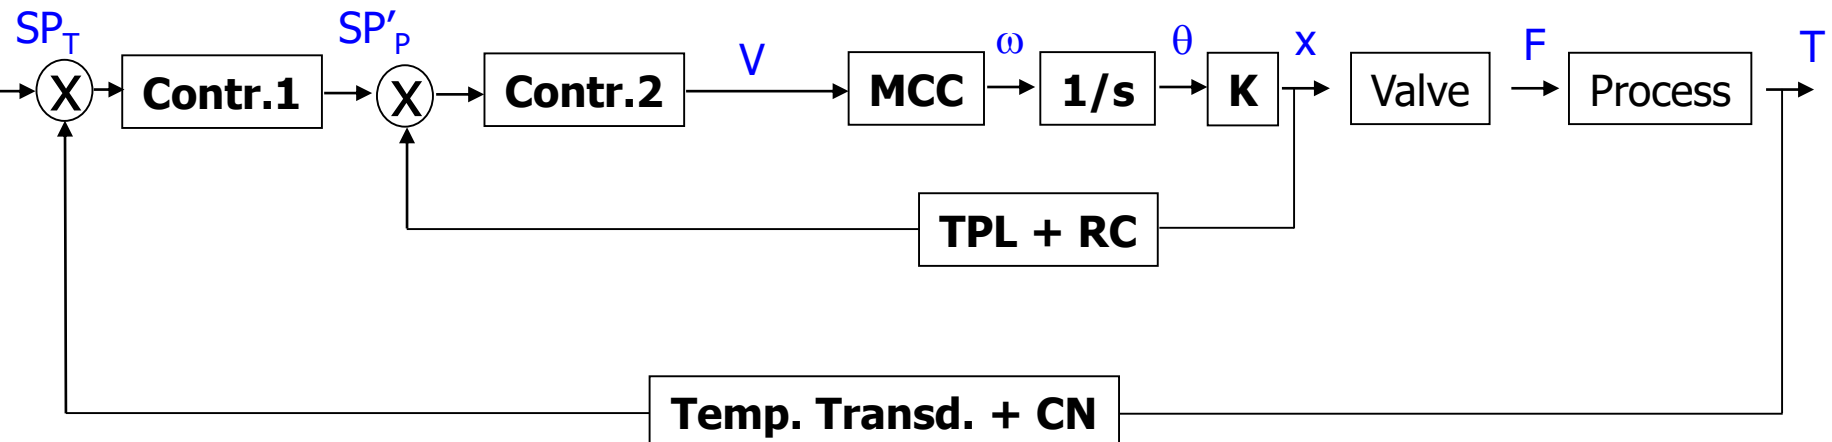 SP_T SP′_P V ω θ x F T
X Contr.1 X Contr.2 MCC 1/s K Valve Process
TPL + RC
Temp. Transd. + CN